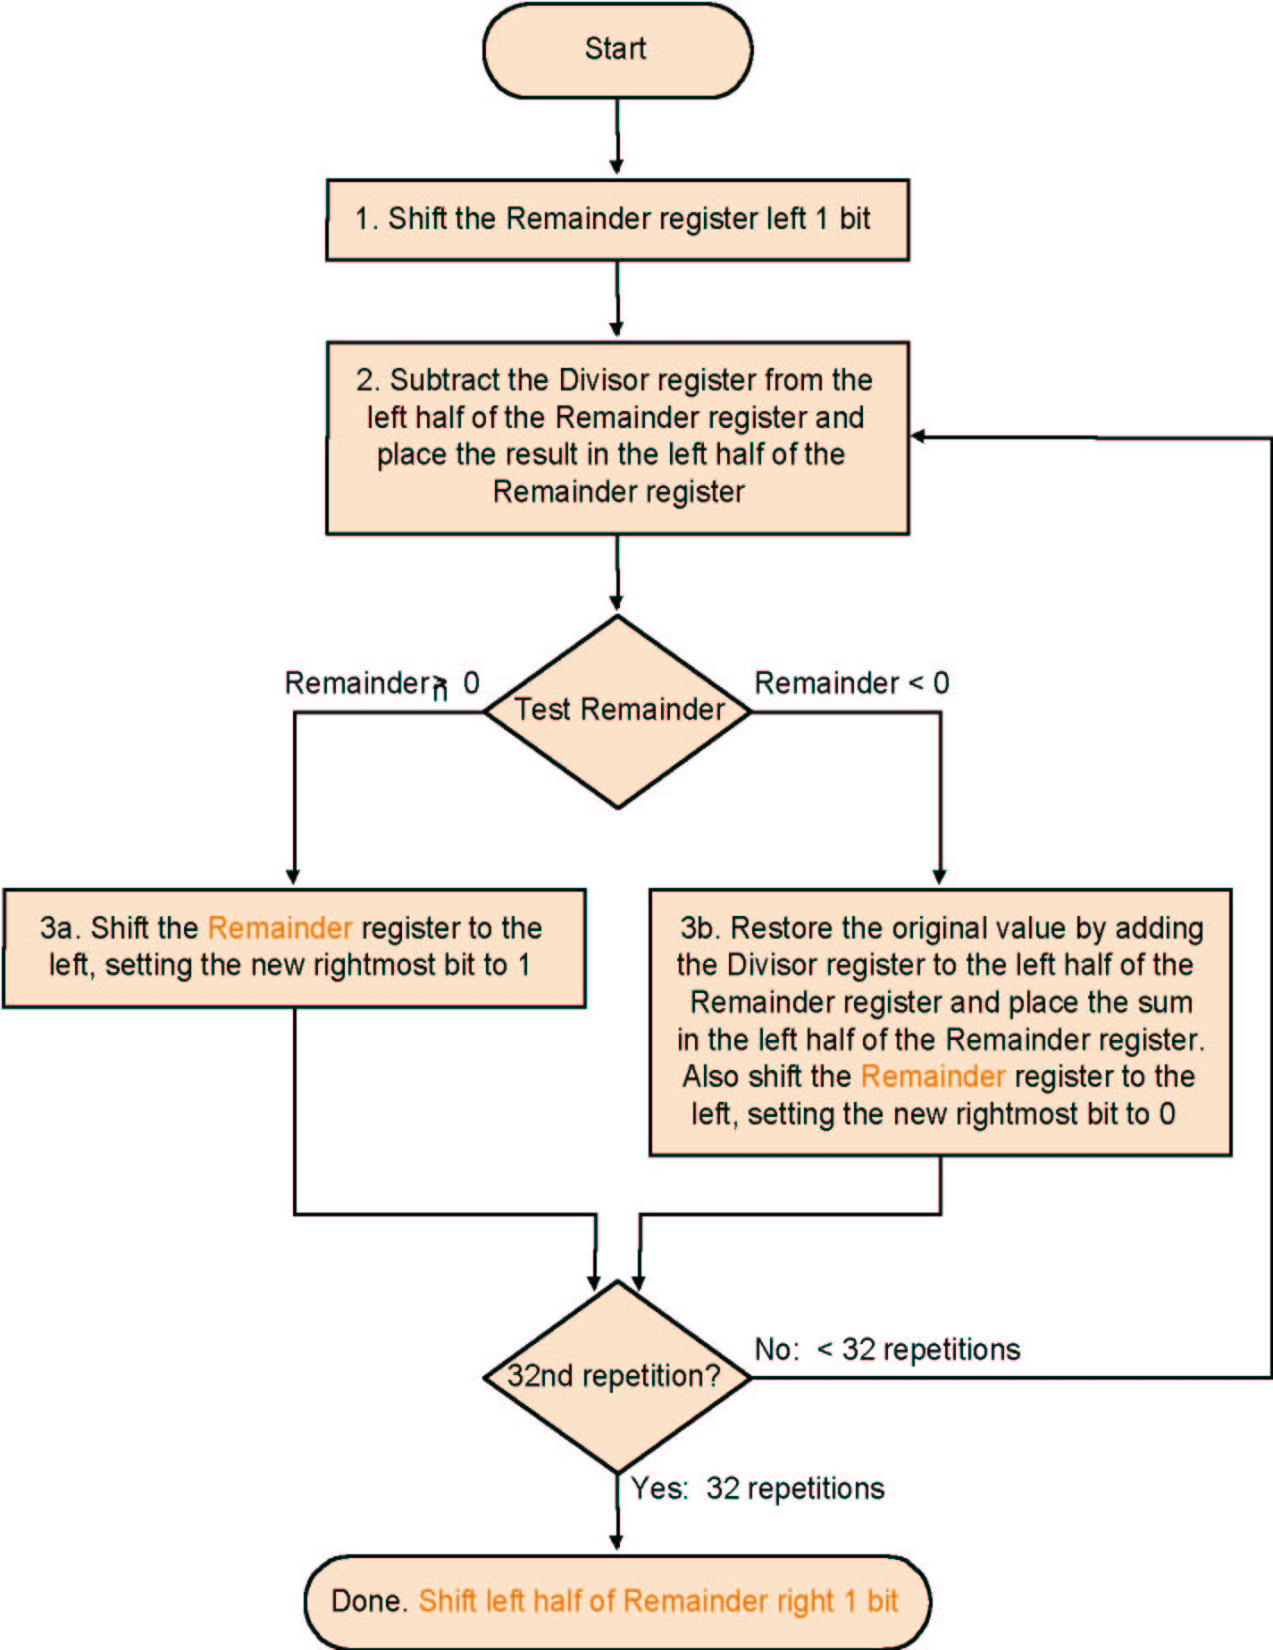 Start
1. Shift the Remainder register left 1 bit
2. Subtract the Divisor register from the
left half of the Remainder register and
place the result in the left half of the
Remainder register
Remainder ≥ 0
Remainder < 0
Test Remainder
3a. Shift the Remainder register to the
left, setting the new rightmost bit to 1
3b. Restore the original value by adding
the Divisor register to the left half of the
Remainder register and place the sum
in the left half of the Remainder register.
Also shift the Remainder register to the
left, setting the new rightmost bit to 0
32nd repetition?
No: < 32 repetitions
Yes: 32 repetitions
Done. Shift left half of Remainder right 1 bit